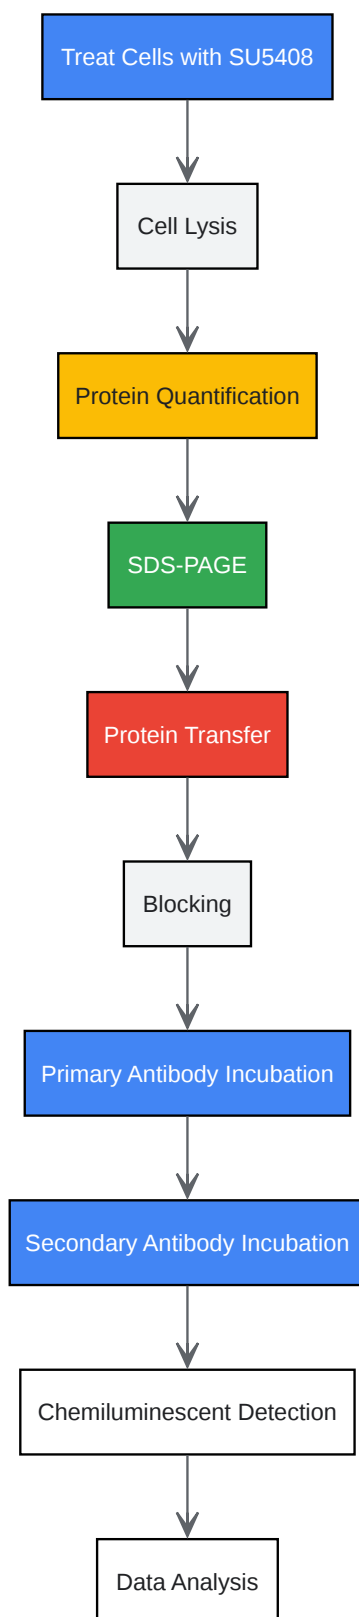 Treat Cells with SU5408
Cell Lysis
Protein Quantification
SDS-PAGE
Protein Transfer
Blocking
Primary Antibody Incubation
Secondary Antibody Incubation
Chemiluminescent Detection
Data Analysis